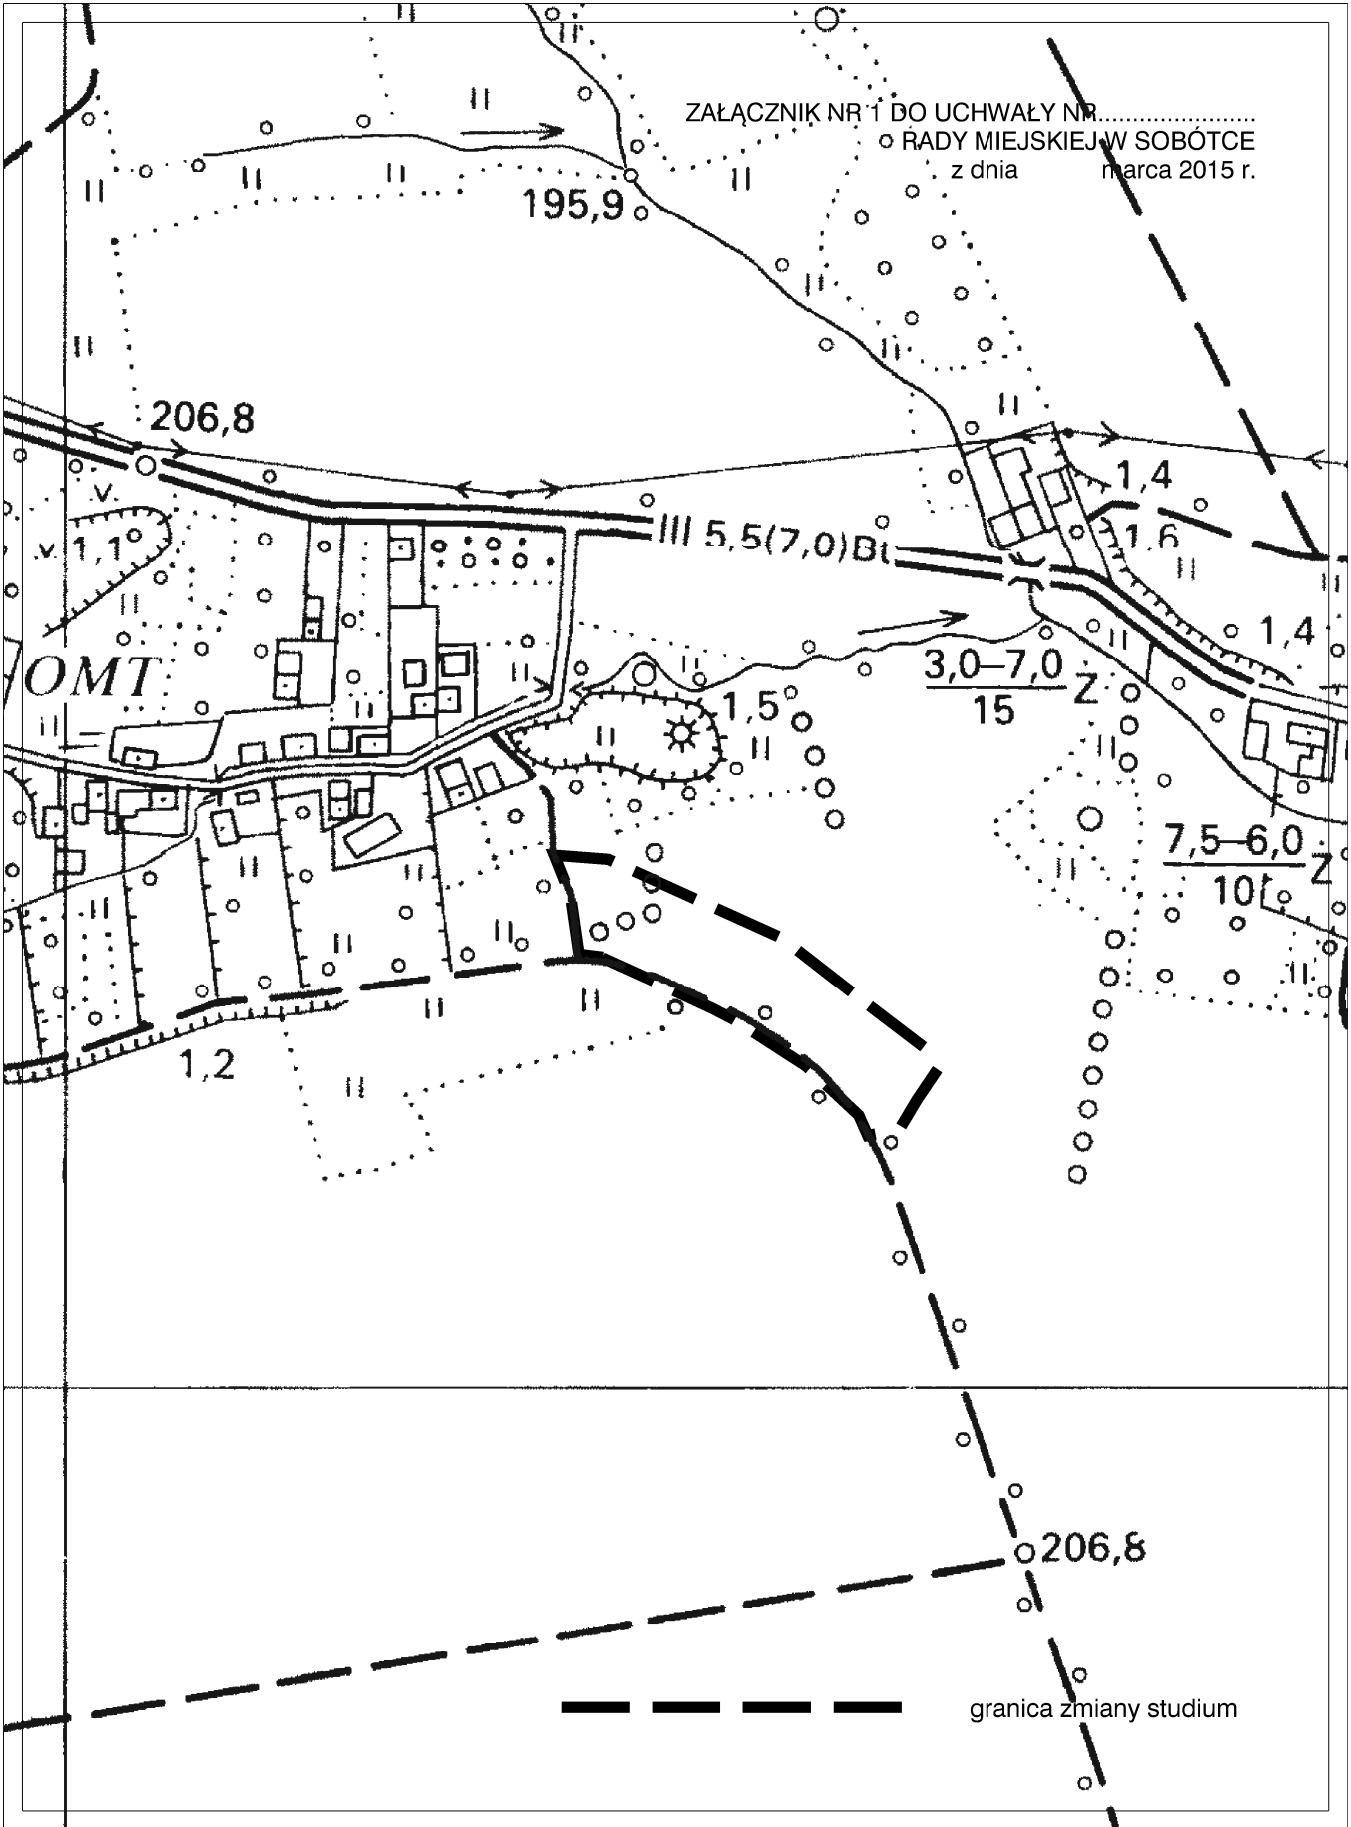 ZAŁĄCZNIK NR 1 DO UCHWAŁY NR.......................
RADY MIEJSKIEJ W SOBÓTCE
z dnia marca 2015 r.
195,9
206,8
1,4
1,6
1,1
III 5,5(7,0)Bt
1,4
OMT
3,0–7,0
15
Z
1,5
7,5–6,0
10
Z
1,2
206,8
granica zmiany studium